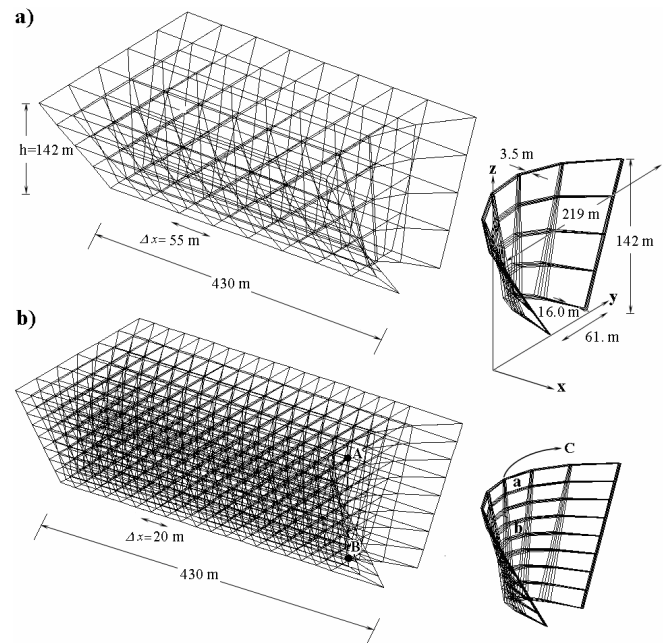 a)
h=142 m
Δx= 55 m
430 m
3.5 m
z
219 m
142 m
y
16.0 m
61. m
x
b)
A
B
Δx=20 m
430 m
C
a
b